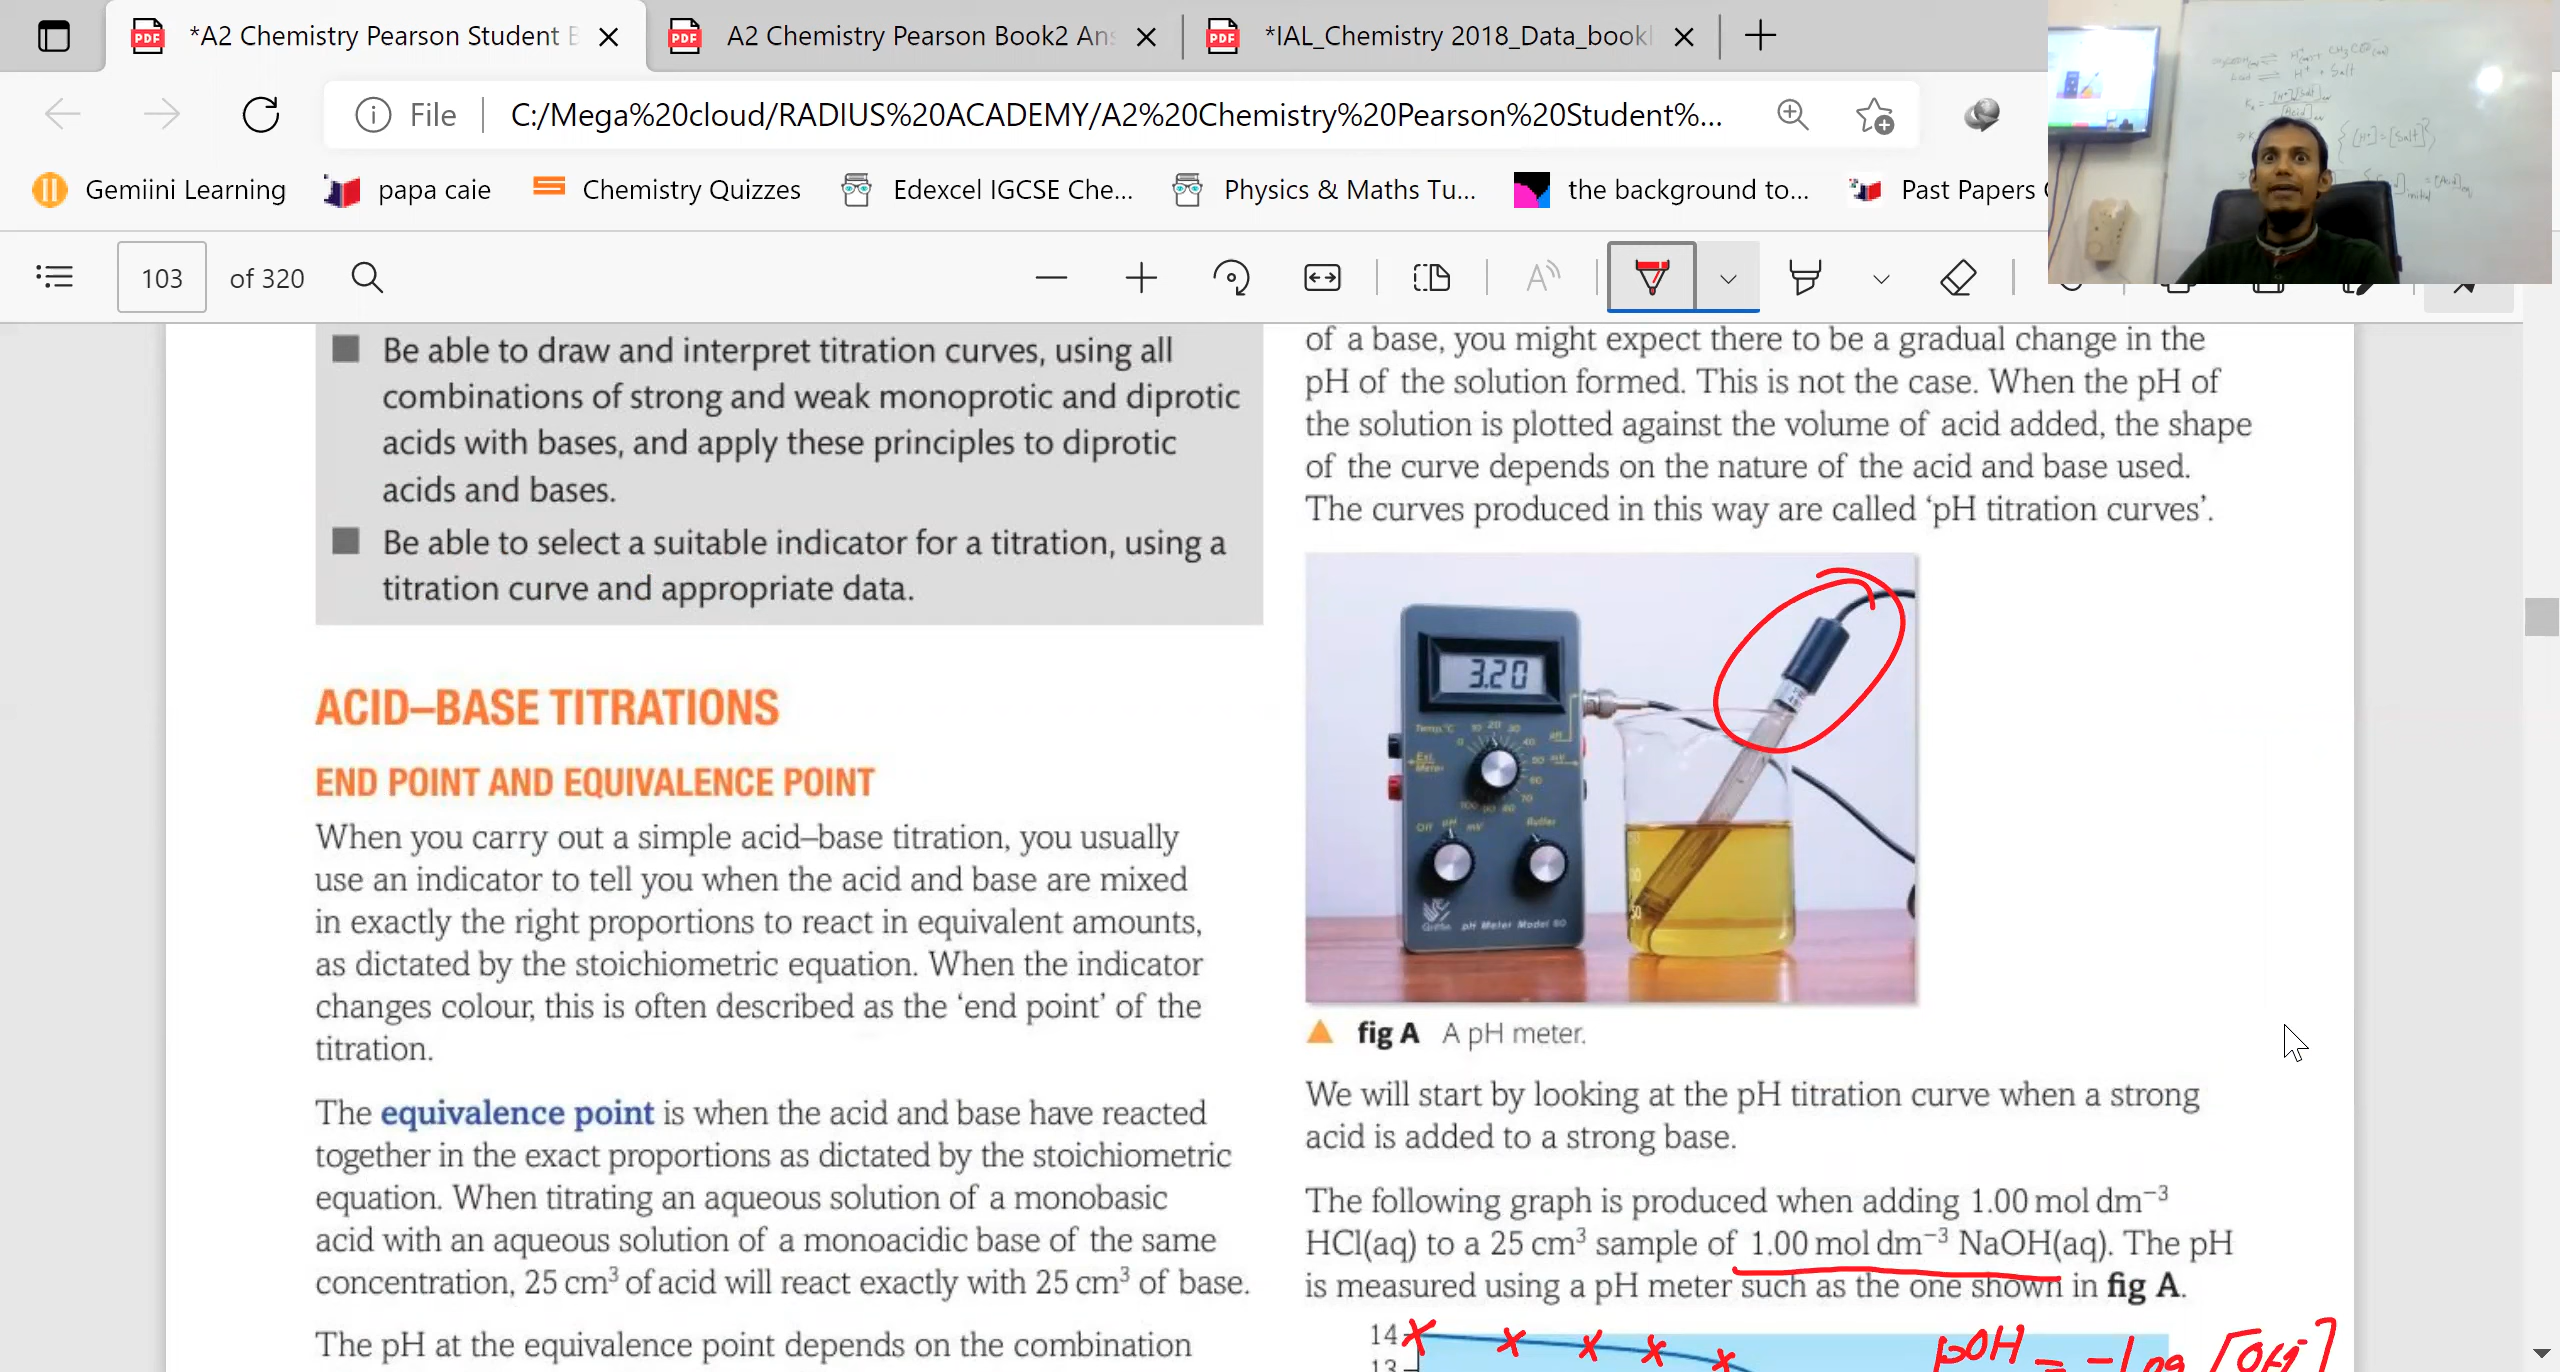 *A2 Chemistry Pearson Student B
A2 Chemistry Pearson Book2 Ans
*IAL_Chemistry 2018_Data_bookl
File
C:/Mega%20cloud/RADIUS%20ACADEMY/A2%20Chemistry%20Pearson%20Student%...
Gemiini Learning
papa caie
Chemistry Quizzes
Edexcel IGCSE Che...
Physics & Maths Tu...
the background to...
Past Papers
103 of 320
Be able to draw and interpret titration curves, using all
combinations of strong and weak monoprotic and diprotic
acids with bases, and apply these principles to diprotic
acids and bases.
Be able to select a suitable indicator for a titration, using a
titration curve and appropriate data.
ACID–BASE TITRATIONS
END POINT AND EQUIVALENCE POINT
When you carry out a simple acid–base titration, you usually
use an indicator to tell you when the acid and base are mixed
in exactly the right proportions to react in equivalent amounts,
as dictated by the stoichiometric equation. When the indicator
changes colour, this is often described as the ‘end point’ of the
titration.
The equivalence point is when the acid and base have reacted
together in the exact proportions as dictated by the stoichiometric
equation. When titrating an aqueous solution of a monobasic
acid with an aqueous solution of a monoacidic base of the same
concentration, 25 cm³ of acid will react exactly with 25 cm³ of base.
The pH at the equivalence point depends on the combination
of a base, you might expect there to be a gradual change in the
pH of the solution formed. This is not the case. When the pH of
the solution is plotted against the volume of acid added, the shape
of the curve depends on the nature of the acid and base used.
The curves produced in this way are called ‘pH titration curves’.
3.20
pH Meter Model 60
fig A A pH meter.
We will start by looking at the pH titration curve when a strong
acid is added to a strong base.
The following graph is produced when adding 1.00 mol dm⁻³
HCl(aq) to a 25 cm³ sample of 1.00 mol dm⁻³ NaOH(aq). The pH
is measured using a pH meter such as the one shown in fig A.
14
13
pOH = -log [OH-]